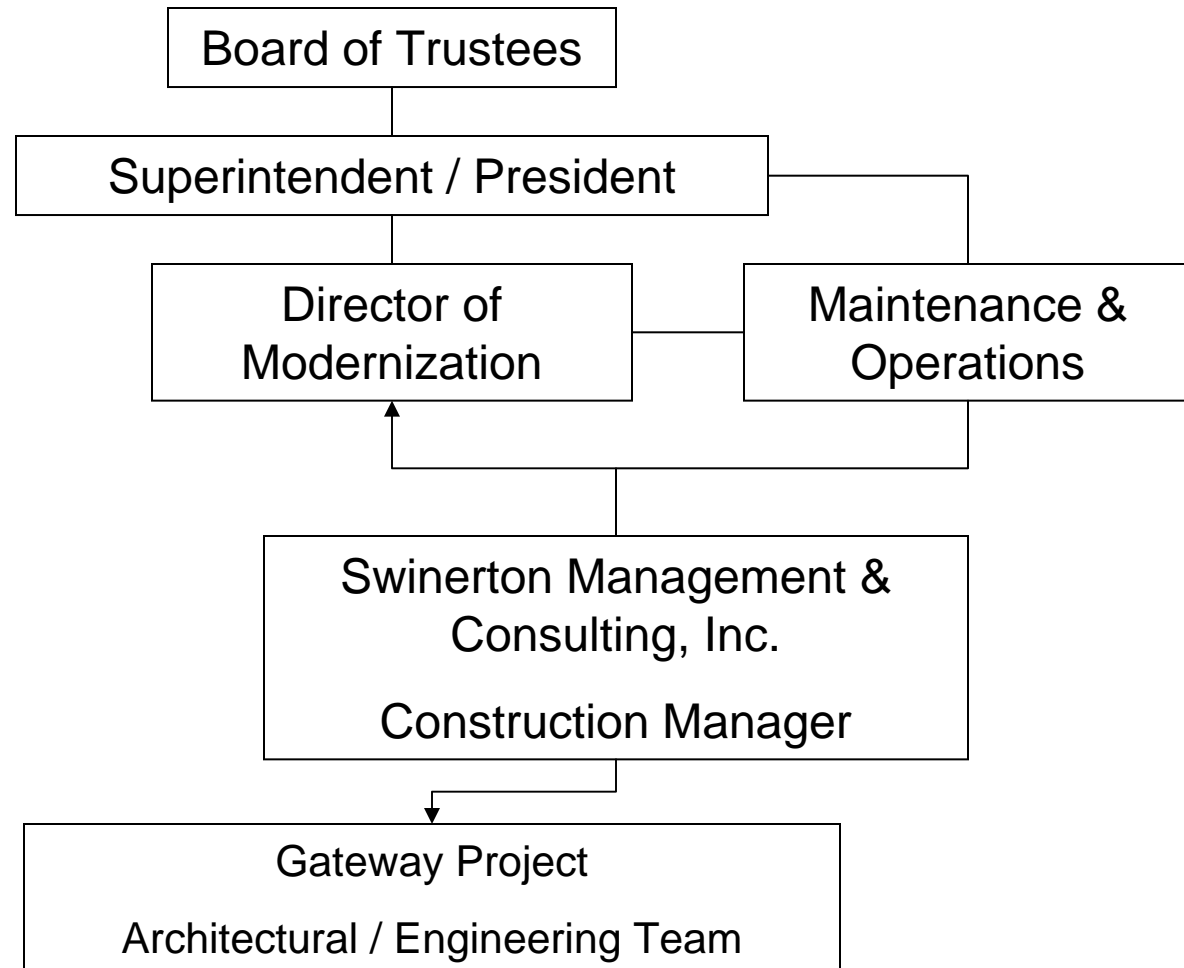 Board of Trustees
Superintendent / President
Director of
Modernization
Maintenance &
Operations
Swinerton Management &
Consulting, Inc.
Construction Manager
Gateway Project
Architectural / Engineering Team